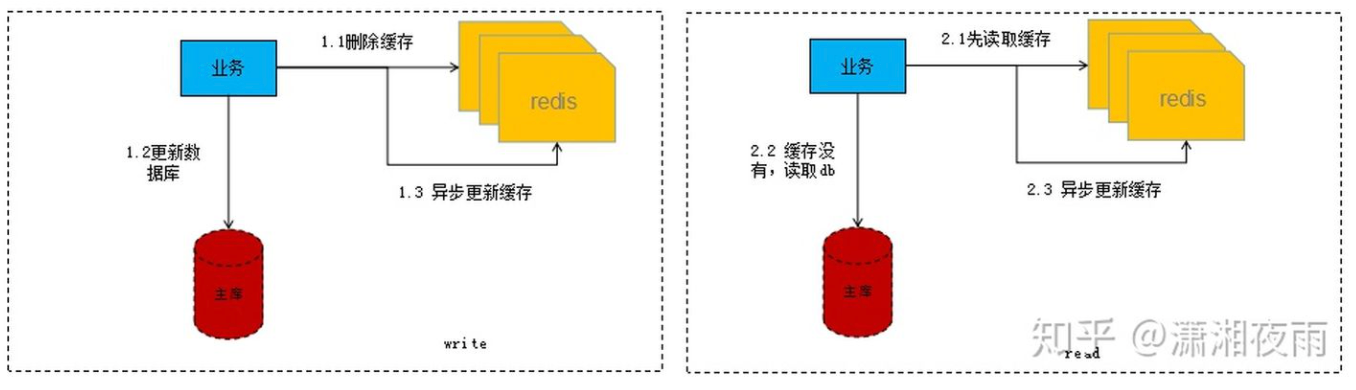 1.1删除缓存
业务
redis
1.2更新数
据库
1.3 异步更新缓存
主库
write
2.1先读取缓存
业务
redis
2.2 缓存没
有，读取db
2.3 异步更新缓存
主库
read
知乎 @潇湘夜雨